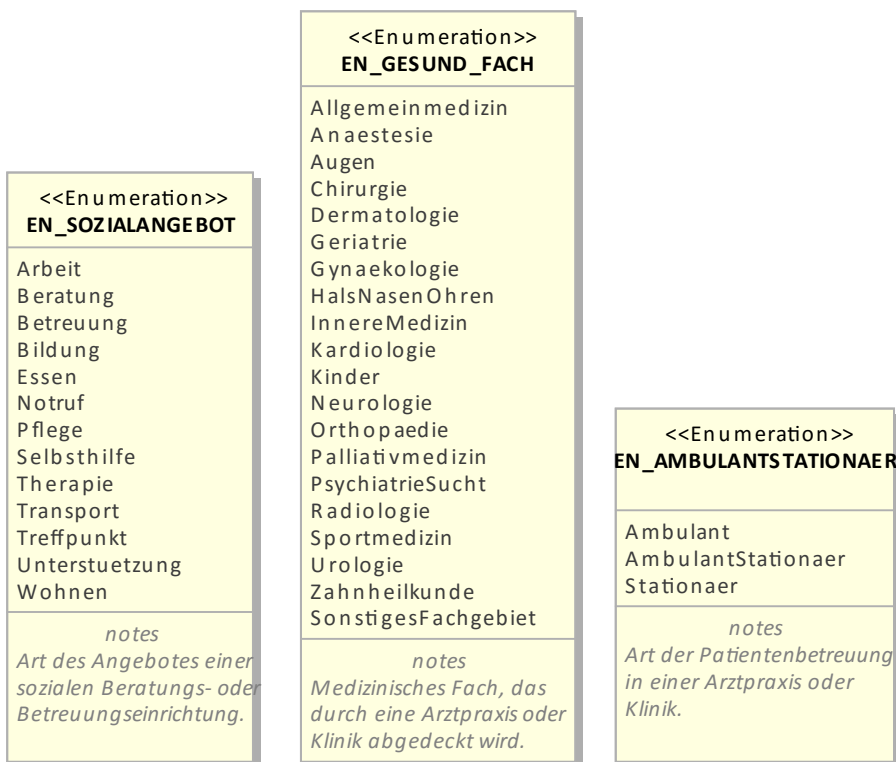 <<Enumeration>>
EN_SOZIALANGEBOT
Arbeit
Beratung
Betreuung
Bildung
Essen
Notruf
Pflege
Selbsthilfe
Therapie
Transport
Treffpunkt
Unterstuetzung
Wohnen
notes
Art des Angebotes einer
sozialen Beratungs- oder
Betreuungseinrichtung.
<<Enumeration>>
EN_GESUND_FACH
Allgemeinmedizin
Anaestesie
Augen
Chirurgie
Dermatologie
Geriatrie
Gynaekologie
HalsNasenOhren
InnereMedizin
Kardiologie
Kinder
Neurologie
Orthopaedie
Palliativmedizin
PsychiatrieSucht
Radiologie
Sportmedizin
Urologie
Zahnheilkunde
SonstigesFachgebiet
notes
Medizinisches Fach, das
durch eine Arztpraxis oder
Klinik abgedeckt wird.
<<Enumeration>>
EN_AMBULANTSTATIONAER
Ambulant
AmbulantStationaer
Stationaer
notes
Art der Patientenbetreuung
in einer Arztpraxis oder
Klinik.